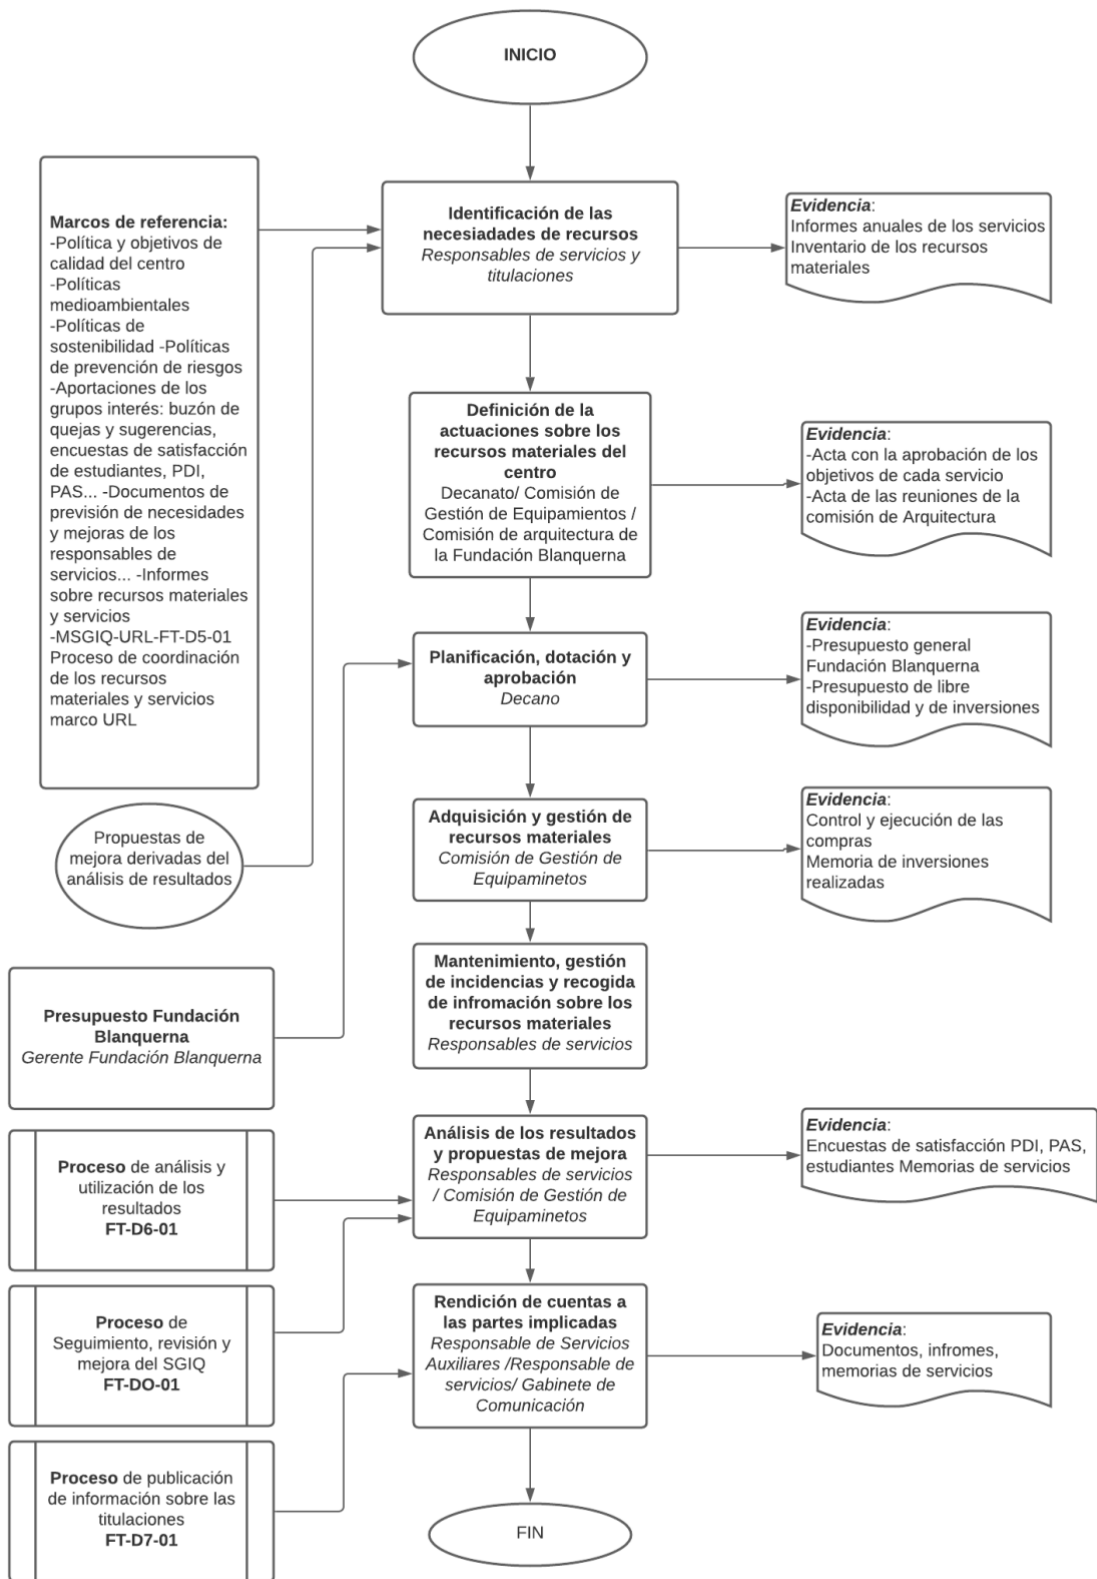 INICIO
Marcos de referencia:
-Política y objetivos de
calidad del centro
-Políticas
medioambientales
-Políticas de
sostenibilidad -Políticas
de prevención de riesgos
-Aportaciones de los
grupos interés: buzón de
quejas y sugerencias,
encuestas de satisfacción
de estudiantes, PDI,
PAS... -Documentos de
previsión de necesidades
y mejoras de los
responsables de
servicios... -Informes
sobre recursos materiales
y servicios
-MSGIQ-URL-FT-D5-01
Proceso de coordinación
de los recursos
materiales y servicios
marco URL
Identificación de las
necesiadades de recursos
Responsables de servicios y
titulaciones
Evidencia:
Informes anuales de los servicios
Inventario de los recursos
materiales
Definición de la
actuaciones sobre los
recursos materiales del
centro
Decanato/ Comisión de
Gestión de Equipamientos /
Comisión de arquitectura de
la Fundación Blanquerna
Evidencia:
-Acta con la aprobación de los
objetivos de cada servicio
-Acta de las reuniones de la
comisión de Arquitectura
Planificación, dotación y
aprobación
Decano
Evidencia:
-Presupuesto general
Fundación Blanquerna
-Presupuesto de libre
disponibilidad y de inversiones
Propuestas de
mejora derivadas del
análisis de resultados
Adquisición y gestión de
recursos materiales
Comisión de Gestión de
Equipaminetos
Evidencia:
Control y ejecución de las
compras
Memoria de inversiones
realizadas
Presupuesto Fundación
Blanquerna
Gerente Fundación Blanquerna
Mantenimiento, gestión
de incidencias y recogida
de infromación sobre los
recursos materiales
Responsables de servicios
Proceso de análisis y
utilización de los
resultados
FT-D6-01
Análisis de los resultados
y propuestas de mejora
Responsables de servicios
/ Comisión de Gestión de
Equipaminetos
Evidencia:
Encuestas de satisfacción PDI, PAS,
estudiantes Memorias de servicio
Proceso de
Seguimiento, revisión y
mejora del SGIQ
FT-DO-01
Rendición de cuentas a
las partes implicadas
Responsable de Servicios
Auxiliares /Responsable de
servicios/ Gabinete de
Comunicación
Evidencia:
Documentos, infromes,
memorias de servicios
Proceso de publicación
de información sobre las
titulaciones
FT-D7-01
FIN